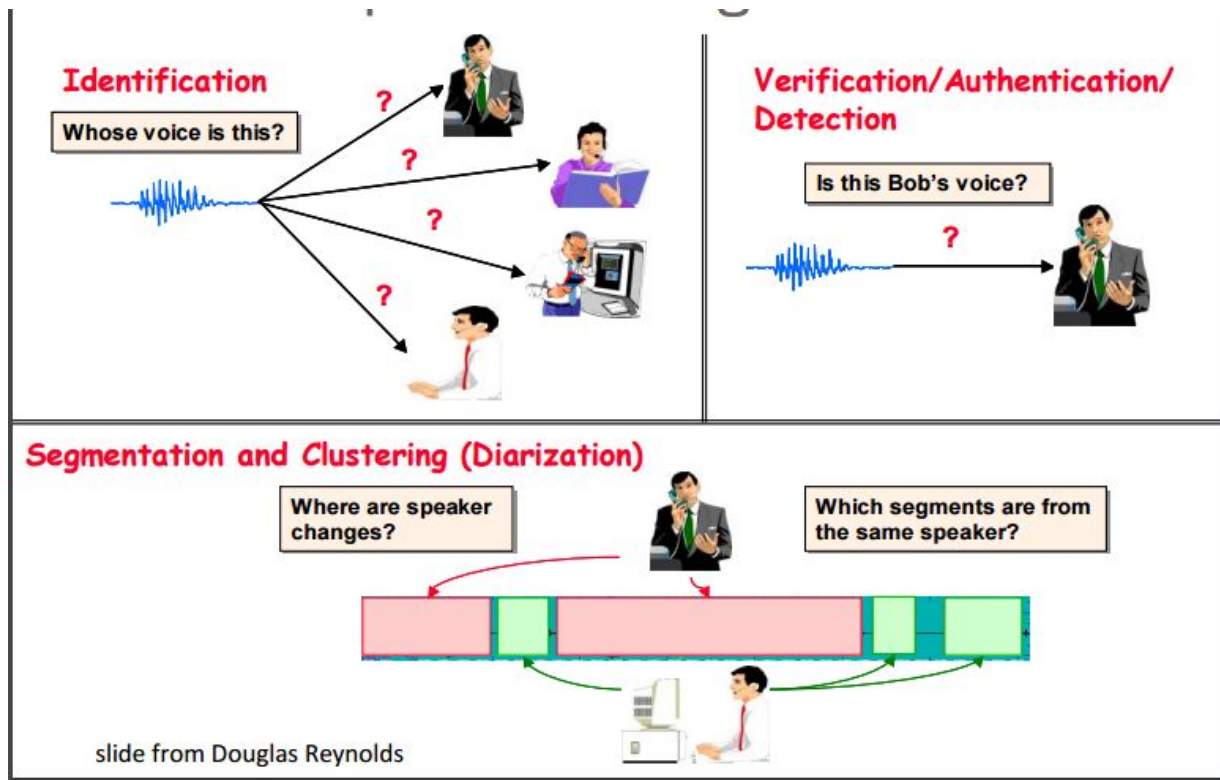 Identification
Whose voice is this?
?
?
?
?
Verification/Authentication/
Detection
Is this Bob's voice?
?
Segmentation and Clustering (Diarization)
Where are speaker
changes?
Which segments are from
the same speaker?
slide from Douglas Reynolds